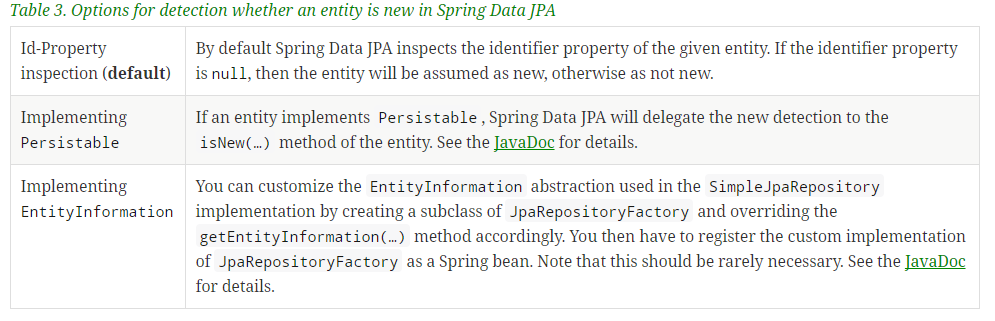 Table 3. Options for detection whether an entity is new in Spring Data JPA
Id-Property
inspection (default)
By default Spring Data JPA inspects the identifier property of the given entity. If the identifier property
is null, then the entity will be assumed as new, otherwise as not new.
Implementing
Persistable
If an entity implements Persistable, Spring Data JPA will delegate the new detection to the
isNew(…) method of the entity. See the JavaDoc for details.
Implementing
EntityInformation
You can customize the EntityInformation abstraction used in the SimpleJpaRepository
implementation by creating a subclass of JpaRepositoryFactory and overriding the
getEntityInformation(…) method accordingly. You then have to register the custom implementation
of JpaRepositoryFactory as a Spring bean. Note that this should be rarely necessary. See the JavaDoc
for details.